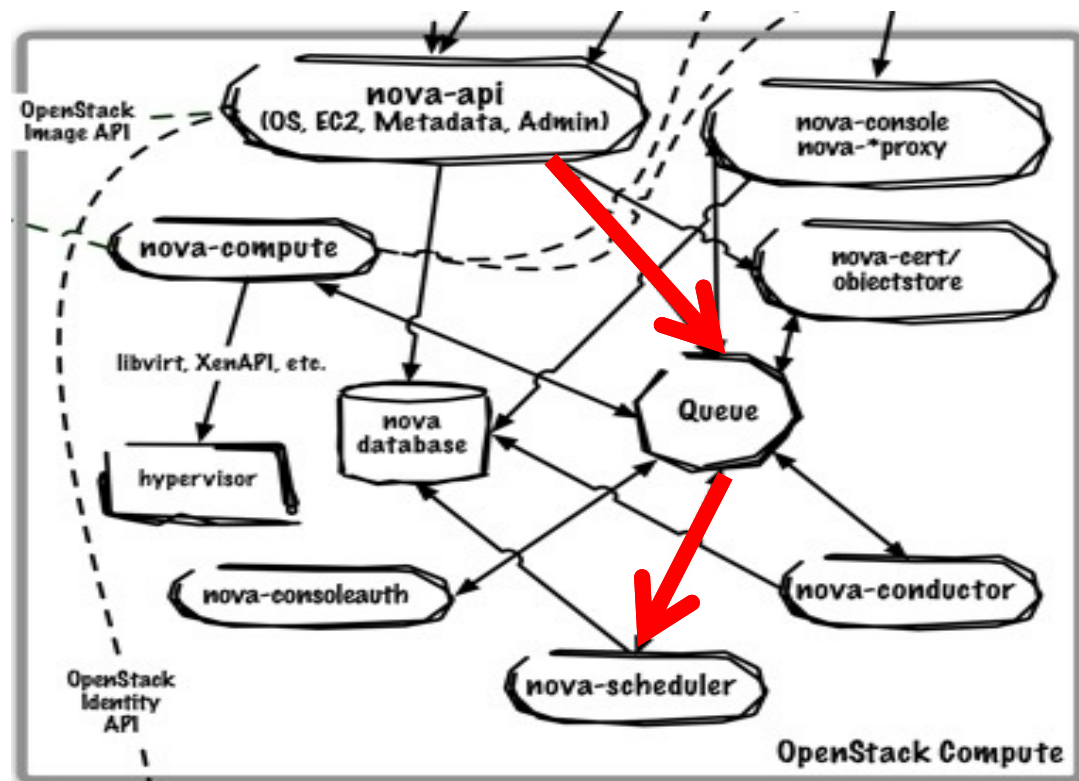 nova-api
(OS, EC2, Metadata, Admin)
OpenStack
Image API
nova-console
nova-*proxy
nova-compute
nova-cert/
objectstore
libvirt, XenAPI, etc.
nova
database
Queue
hypervisor
nova-consoleauth
nova-conductor
nova-scheduler
OpenStack
Identity
API
OpenStack Compute